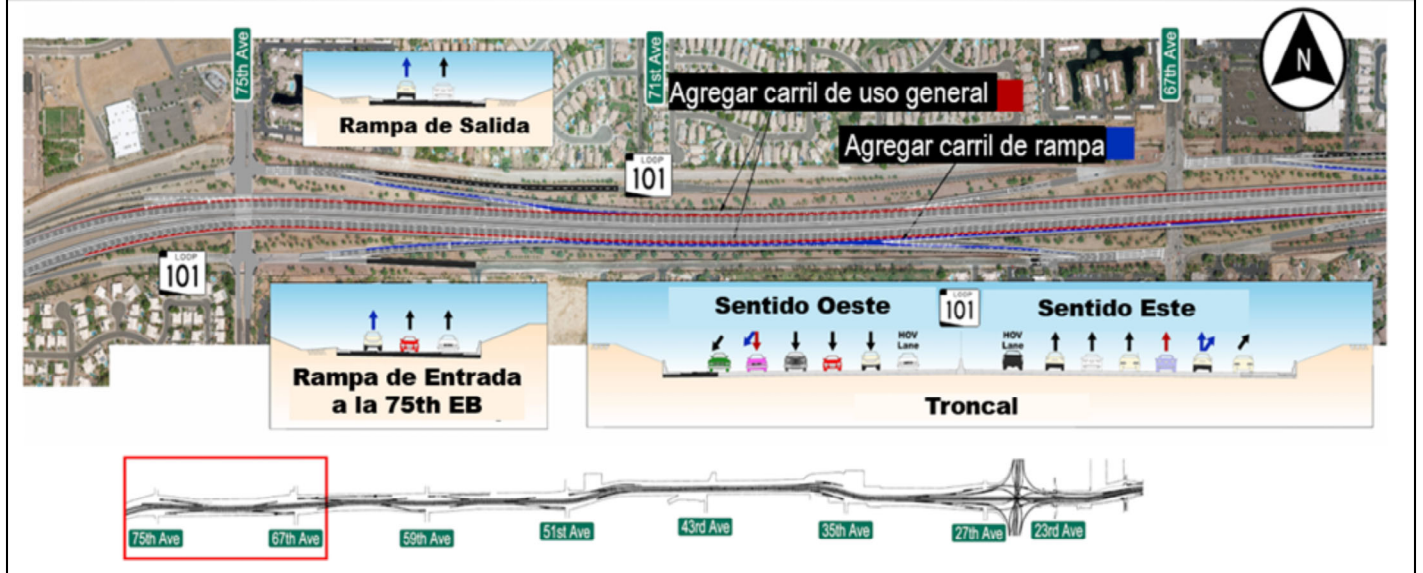 75th Ave
71st Ave
67th Ave
N
Rampa de Salida
Agregar carril de uso general
Agregar carril de rampa
LOOP
101
LOOP
101
Rampa de Entrada
a la 75th EB
Sentido Oeste
LOOP
101
Sentido Este
HOV
Lane
HOV
Lane
Troncal
75th Ave
67th Ave
59th Ave
51st Ave
43rd Ave
35th Ave
27th Ave
23rd Ave